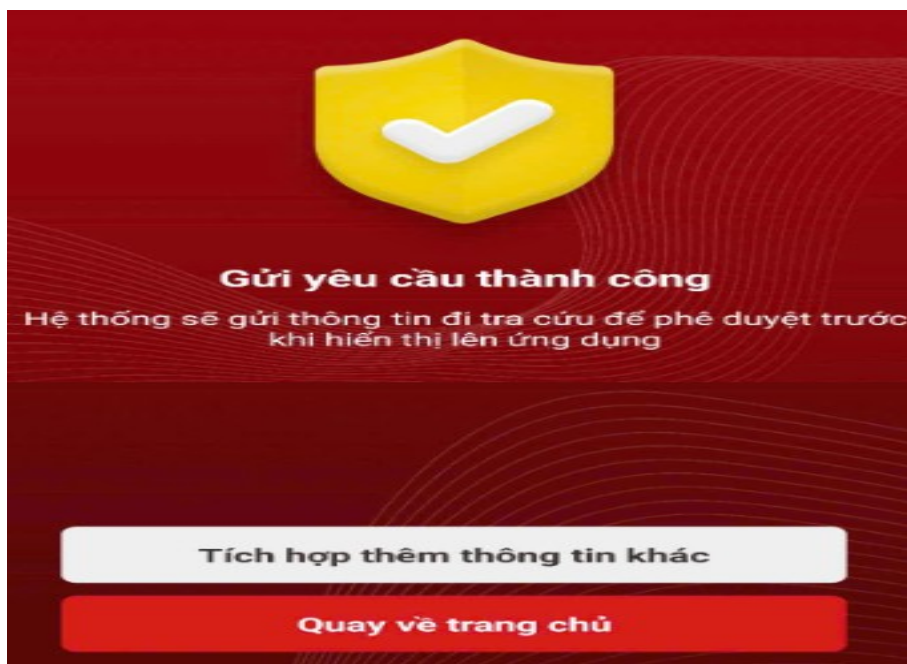 Gửi yêu cầu thành công
Hệ thống sẽ gửi thông tin đi tra cứu để phê duyệt trước
khi hiển thị lên ứng dụng
Tích hợp thêm thông tin khác
Quay về trang chủ